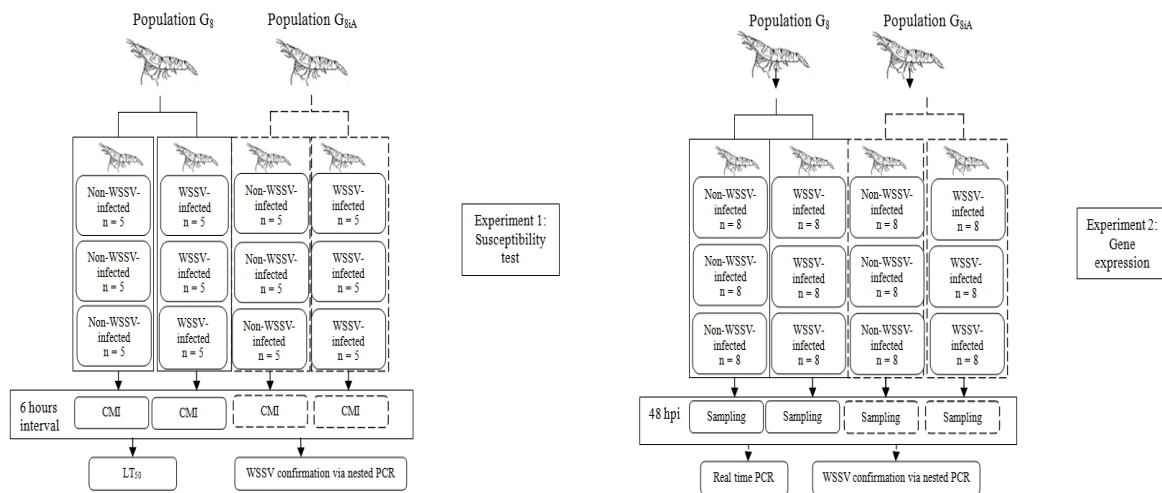 Population G8
Population G8iA
Non-WSSV-
infected
n = 5
WSSV-
infected
n = 5
Non-WSSV-
infected
n = 5
WSSV-
infected
n = 5
Non-WSSV-
infected
n = 5
WSSV-
infected
n = 5
Non-WSSV-
infected
n = 5
WSSV-
infected
n = 5
Non-WSSV-
infected
n = 5
WSSV-
infected
n = 5
Non-WSSV-
infected
n = 5
WSSV-
infected
n = 5
6 hours
interval
CMI
CMI
CMI
CMI
LT50
WSSV confirmation via nested PCR
Experiment 1:
Susceptibility
test
Population G8
Population G8iA
Non-WSSV-
infected
n = 8
WSSV-
infected
n = 8
Non-WSSV-
infected
n = 8
WSSV-
infected
n = 8
Non-WSSV-
infected
n = 8
WSSV-
infected
n = 8
Non-WSSV-
infected
n = 8
WSSV-
infected
n = 8
Non-WSSV-
infected
n = 8
WSSV-
infected
n = 8
Non-WSSV-
infected
n = 8
WSSV-
infected
n = 8
48 hpi
Sampling
Sampling
Sampling
Sampling
Real time PCR
WSSV confirmation via nested PCR
Experiment 2:
Gene
expression